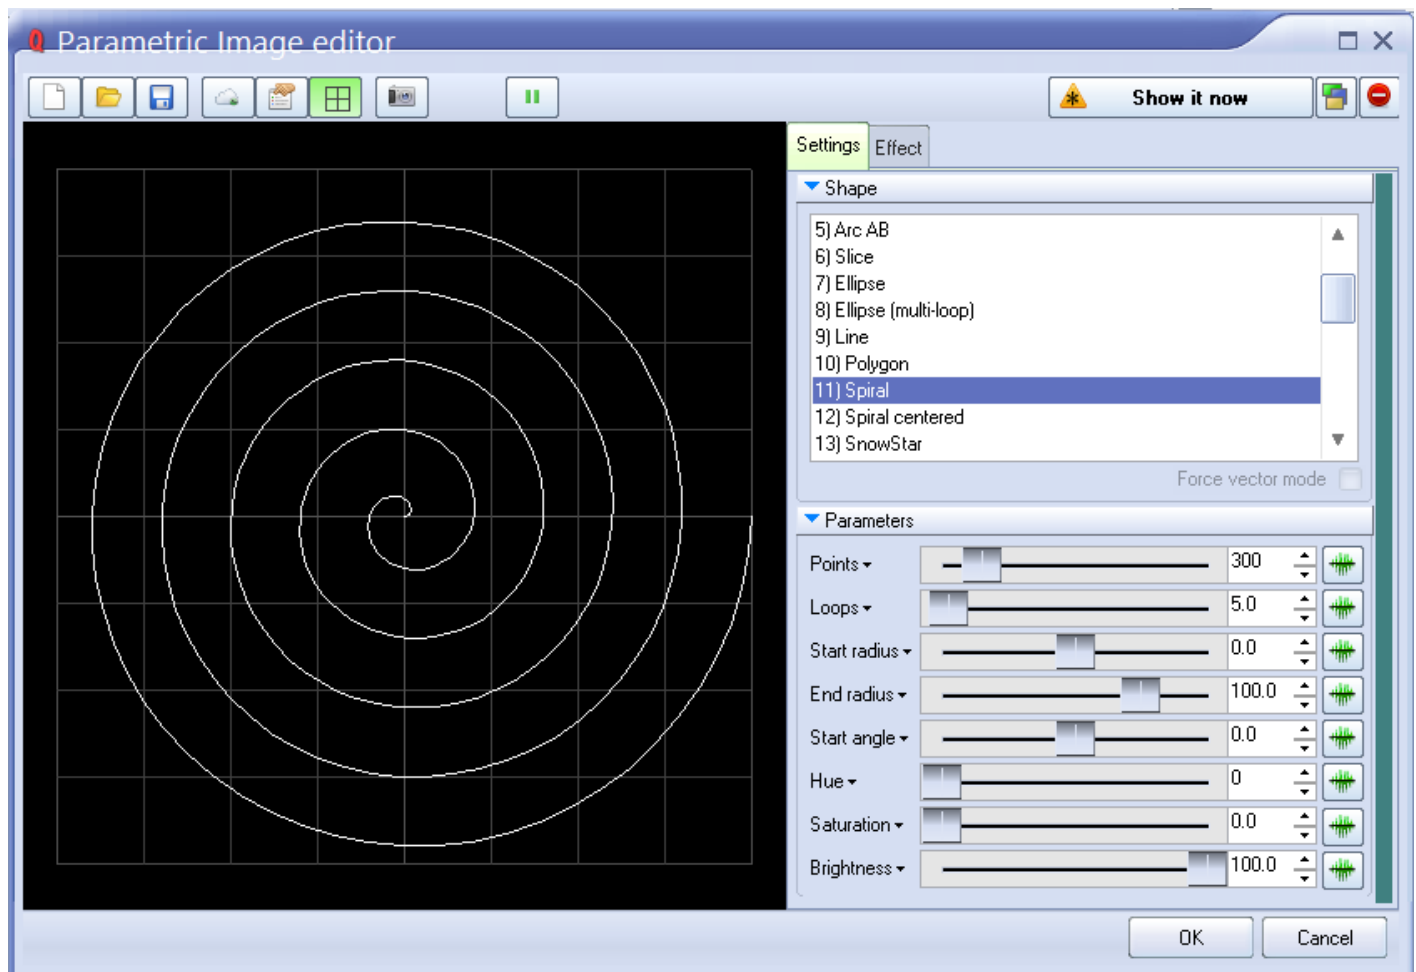 Q Parametric Image editor
Show it now
Settings Effect
Shape
5) Arc AB
6) Slice
7) Ellipse
8) Ellipse (multi-loop)
9) Line
10) Polygon
11) Spiral
12) Spiral centered
13) SnowStar
Force vector mode
Parameters
Points 300
Loops 5.0
Start radius 0.0
End radius 100.0
Start angle 0.0
Hue 0
Saturation 0.0
Brightness 100.0
OK Cancel